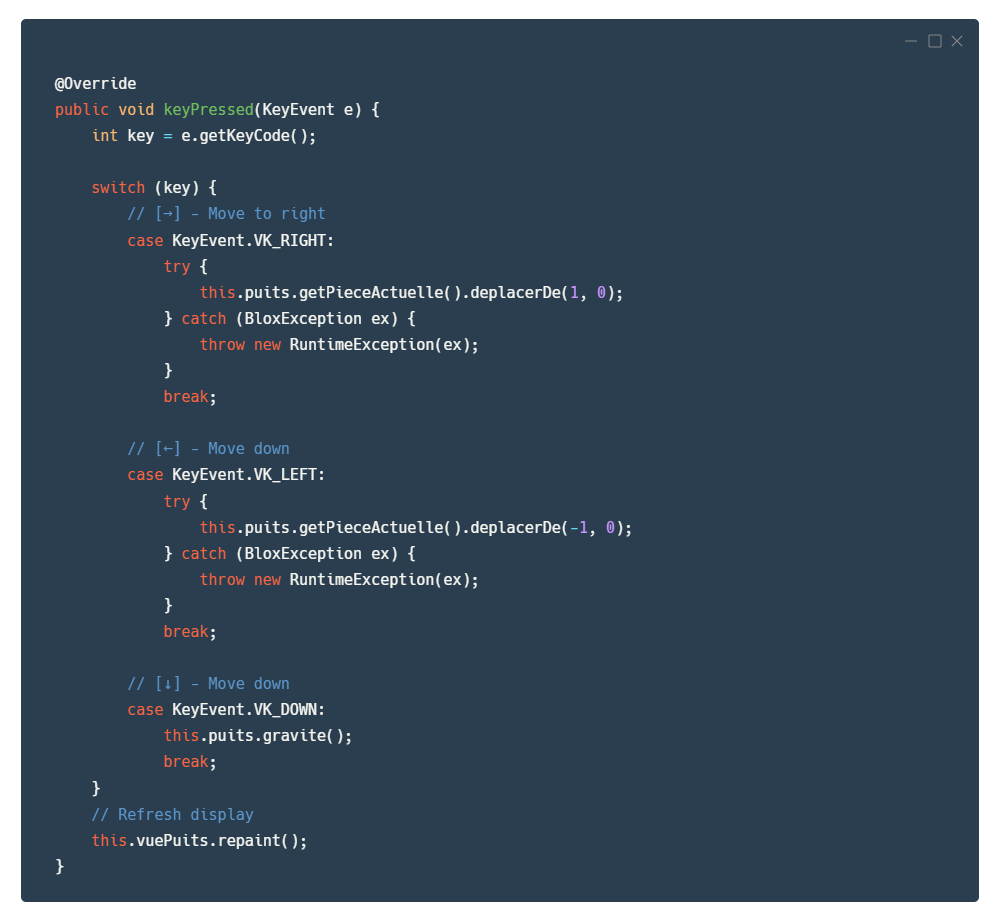 @Override
public void keyPressed(KeyEvent e) {
    int key = e.getKeyCode();

    switch (key) {
        // [→] - Move to right
        case KeyEvent.VK_RIGHT:
            try {
                this.puits.getPieceActuelle().deplacerDe(1, 0);
            } catch (BloxException ex) {
                throw new RuntimeException(ex);
            }
            break;

        // [←] - Move down
        case KeyEvent.VK_LEFT:
            try {
                this.puits.getPieceActuelle().deplacerDe(-1, 0);
            } catch (BloxException ex) {
                throw new RuntimeException(ex);
            }
            break;

        // [↓] - Move down
        case KeyEvent.VK_DOWN:
            this.puits.gravite();
            break;
    }
    // Refresh display
    this.vuePuits.repaint();
}